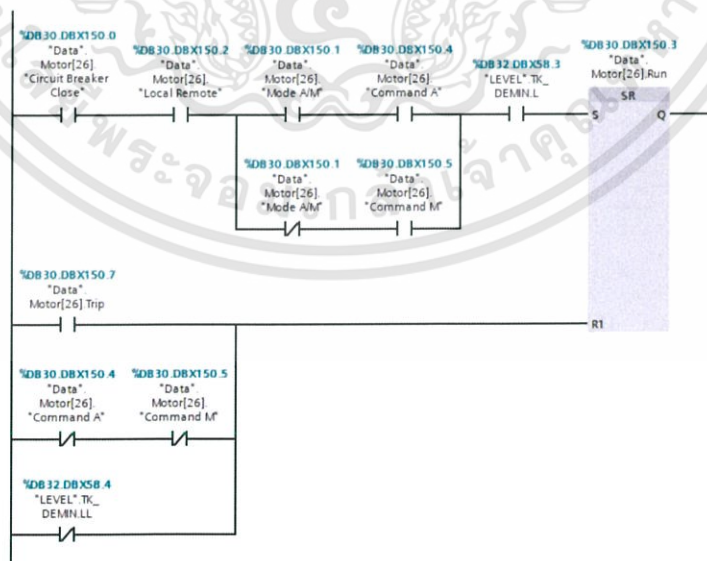 %DB30.DBX150.0
"Data".
Motor[26].
"Circuit Breaker
Close"
%DB30.DBX150.2
"Data".
Motor[26].
"Local Remote"
%DB30.DBX150.1
"Data".
Motor[26].
"Mode A/M"
%DB30.DBX150.4
"Data".
Motor[26].
"Command A"
%DB32.DBX58.3
"LEVEL".TK_
DEMIN.L
%DB30.DBX150.3
"Data".
Motor[26].Run
SR
S
Q
%DB30.DBX150.1
"Data".
Motor[26].
"Mode A/M"
%DB30.DBX150.5
"Data".
Motor[26].
"Command M"
%DB30.DBX150.7
"Data".
Motor[26].Trip
R1
%DB30.DBX150.4
"Data".
Motor[26].
"Command A"
%DB30.DBX150.5
"Data".
Motor[26].
"Command M"
%DB32.DBX58.4
"LEVEL".TK_
DEMIN.LL